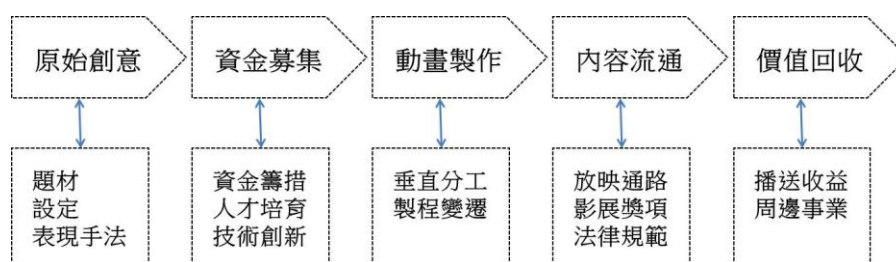 原始創意
資金募集
動畫製作
內容流通
價值回收
題材
設定
表現手法
資金籌措
人才培育
技術創新
垂直分工
製程變遷
放映通路
影展獎項
法律規範
播送收益
周邊事業